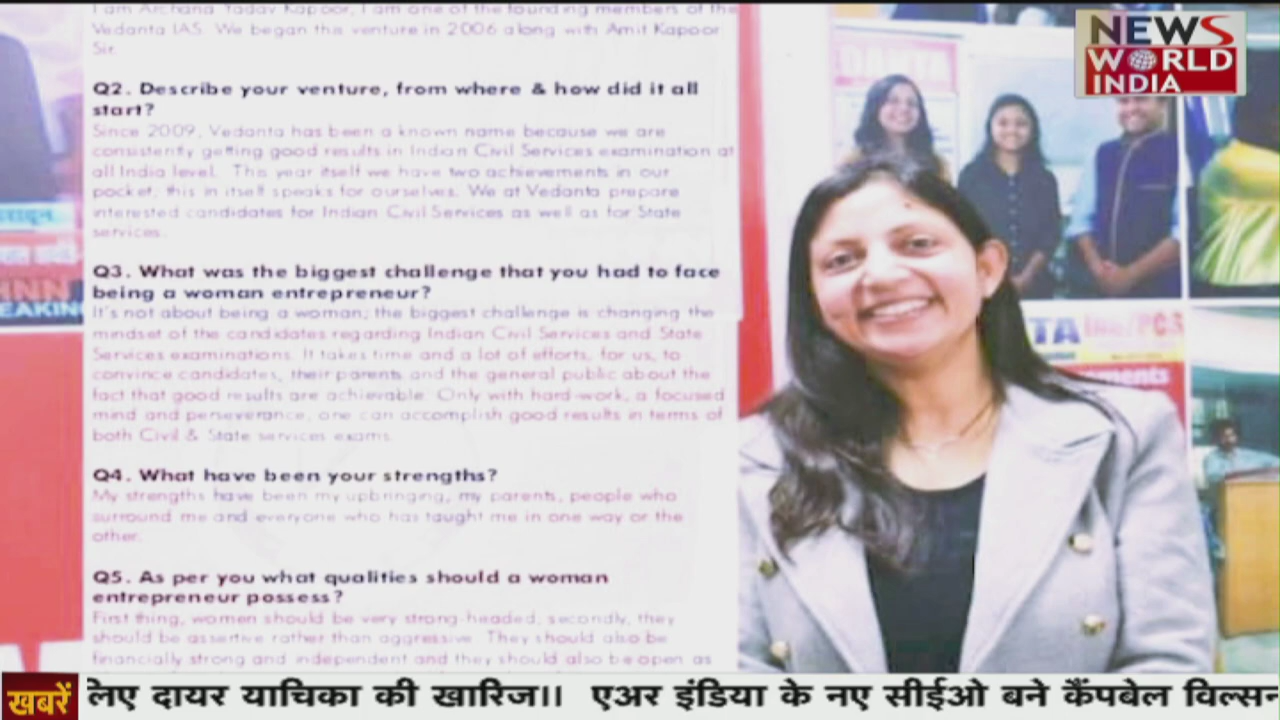 I am Archana Yadav Kapoor, I am one of the founding members of the
Vedanta IAS. We began this venture in 2006 along with Amit Kapoor
Sir.
Q2. Describe your venture, from where & how did it all
start?
Since 2009, Vedanta has been a known name because we are
consistently getting good results in Indian Civil Services examination at
all India level. This year itself we have two achievements in our
pocket; this in itself speaks for ourselves. We at Vedanta prepare
interested candidates for Indian Civil Services as well as for State
services.
Q3. What was the biggest challenge that you had to face
being a woman entrepreneur?
It's not about being a woman; the biggest challenge is changing the
mindset of the candidates regarding Indian Civil Services and State
Services examinations. It takes time and a lot of efforts, for us, to
convince candidates, their parents and the general public about the
fact that good results are achievable. Only with hard-work, a focused
mind and perseverance, one can accomplish good results in terms of
both Civil & State services exams.
Q4. What have been your strengths?
My strengths have been my upbringing, my parents, people who
surround me and everyone who has taught me in one way or the
other.
Q5. As per you what qualities should a woman
entrepreneur possess?
First thing, women should be very strong-headed, secondly, they
should be assertive rather than aggressive. They should also be
financially strong and independent and they should also be open as
NEWS
WORLD
INDIA
HNN
EAKING
TA IAS/PCS
ments
खबरें
लिए दायर याचिका की खारिज।। एअर इंडिया के नए सीईओ बने कैंपबेल विल्सन